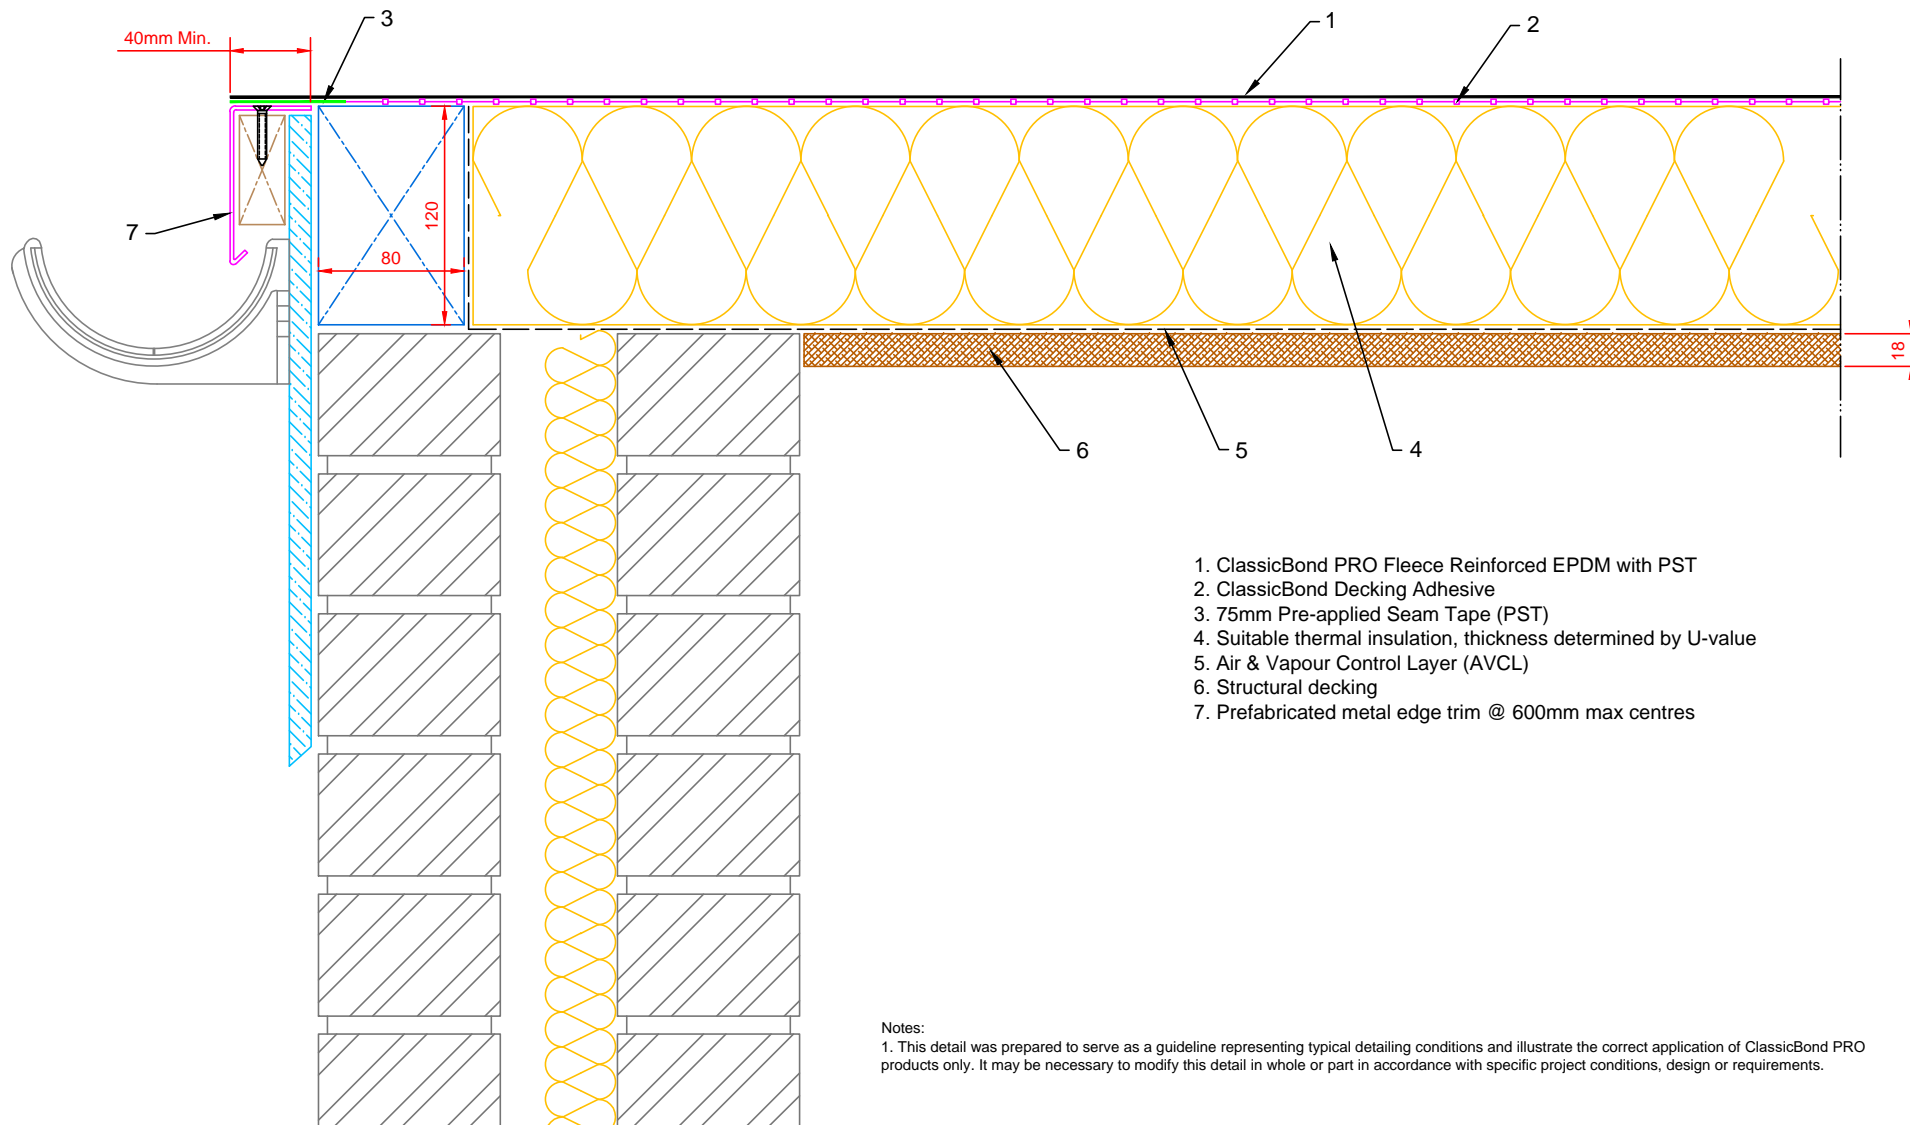 3
1
2
40mm Min.
7
120
80
18
6
5
4
1. ClassicBond PRO Fleece Reinforced EPDM with PST
2. ClassicBond Decking Adhesive
3. 75mm Pre-applied Seam Tape (PST)
4. Suitable thermal insulation, thickness determined by U-value
5. Air & Vapour Control Layer (AVCL)
6. Structural decking
7. Prefabricated metal edge trim @ 600mm max centres
Notes:
1. This detail was prepared to serve as a guideline representing typical detailing conditions and illustrate the correct application of ClassicBond PRO
products only. It may be necessary to modify this detail in whole or part in accordance with specific project conditions, design or requirements.